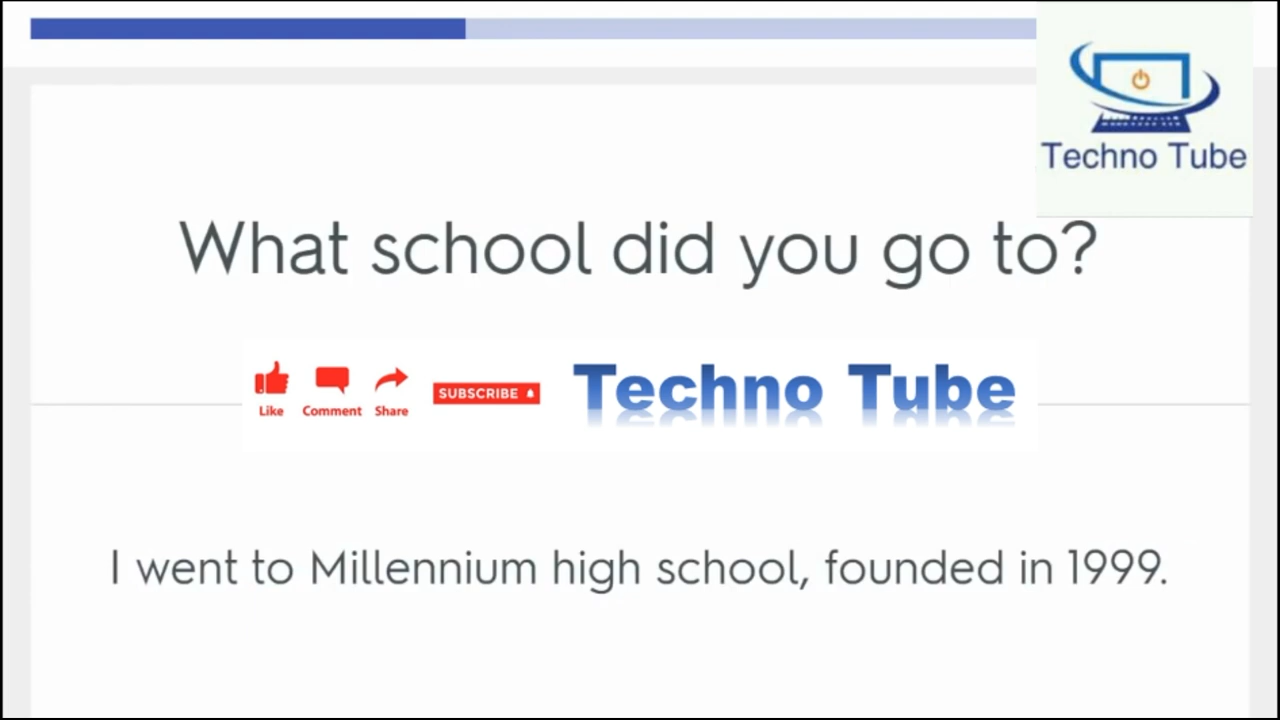 Techno Tube
What school did you go to?
Like Comment Share SUBSCRIBE Techno Tube
I went to Millennium high school, founded in 1999.